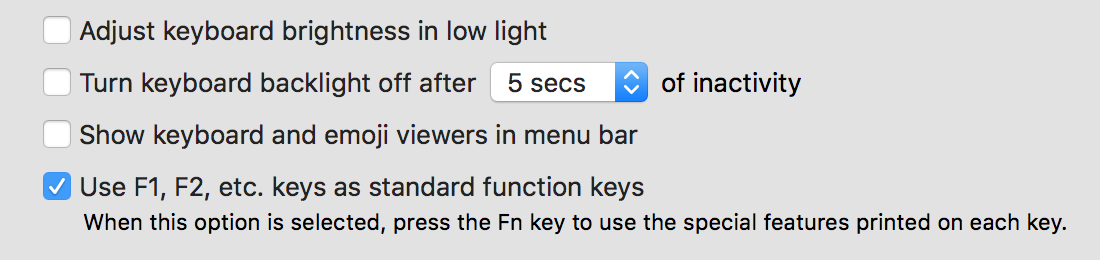 Adjust keyboard brightness in low light
Turn keyboard backlight off after 5 secs of inactivity
Show keyboard and emoji viewers in menu bar
Use F1, F2, etc. keys as standard function keys
When this option is selected, press the Fn key to use the special features printed on each key.